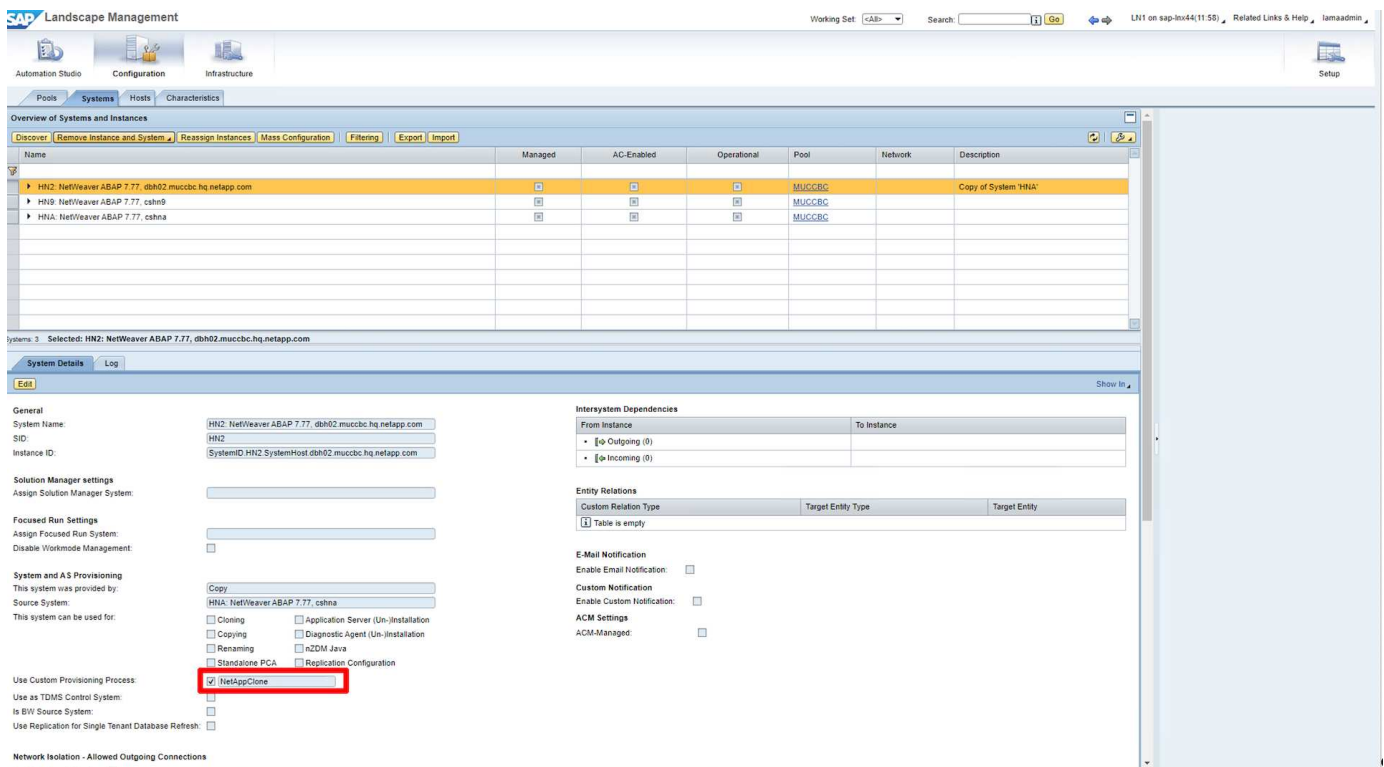 SAP Landscape Management Working Set: <All> Search: Go LN1 on sap-lnx44(11:58) Related Links & Help lamaadmin
Automation Studio Configuration Infrastructure Setup
Pools Systems Hosts Characteristics
Overview of Systems and Instances
Discover Remove Instance and System Reassign Instances Mass Configuration Filtering Export Import
Name Managed AC-Enabled Operational Pool Network Description
HN2: NetWeaver ABAP 7.77, dbh02.muccbc.hq.netapp.com MUCCBC Copy of System 'HNA'
HN9: NetWeaver ABAP 7.77, cshn9 MUCCBC
HNA: NetWeaver ABAP 7.77, cshna MUCCBC
ystems: 3 Selected: HN2: NetWeaver ABAP 7.77, dbh02.muccbc.hq.netapp.com
System Details Log
Edit Show In
General
System Name: HN2: NetWeaver ABAP 7.77, dbh02.muccbc.hq.netapp.com
SID: HN2
Instance ID: SystemID.HN2.SystemHost.dbh02.muccbc.hq.netapp.com
Solution Manager settings
Assign Solution Manager System:
Focused Run Settings
Assign Focused Run System:
Disable Workmode Management:
System and AS Provisioning
This system was provided by: Copy
Source System: HNA: NetWeaver ABAP 7.77, cshna
This system can be used for: Cloning Application Server (Un-)Installation
Copying Diagnostic Agent (Un-)Installation
Renaming nZDM Java
Standalone PCA Replication Configuration
Use Custom Provisioning Process: NetAppClone
Use as TDMS Control System:
Is BW Source System:
Use Replication for Single Tenant Database Refresh:
Network Isolation - Allowed Outgoing Connections
Intersystem Dependencies
From Instance To Instance
Outgoing (0)
Incoming (0)
Entity Relations
Custom Relation Type Target Entity Type Target Entity
Table is empty
E-Mail Notification
Enable Email Notification:
Custom Notification
Enable Custom Notification:
ACM Settings
ACM-Managed: